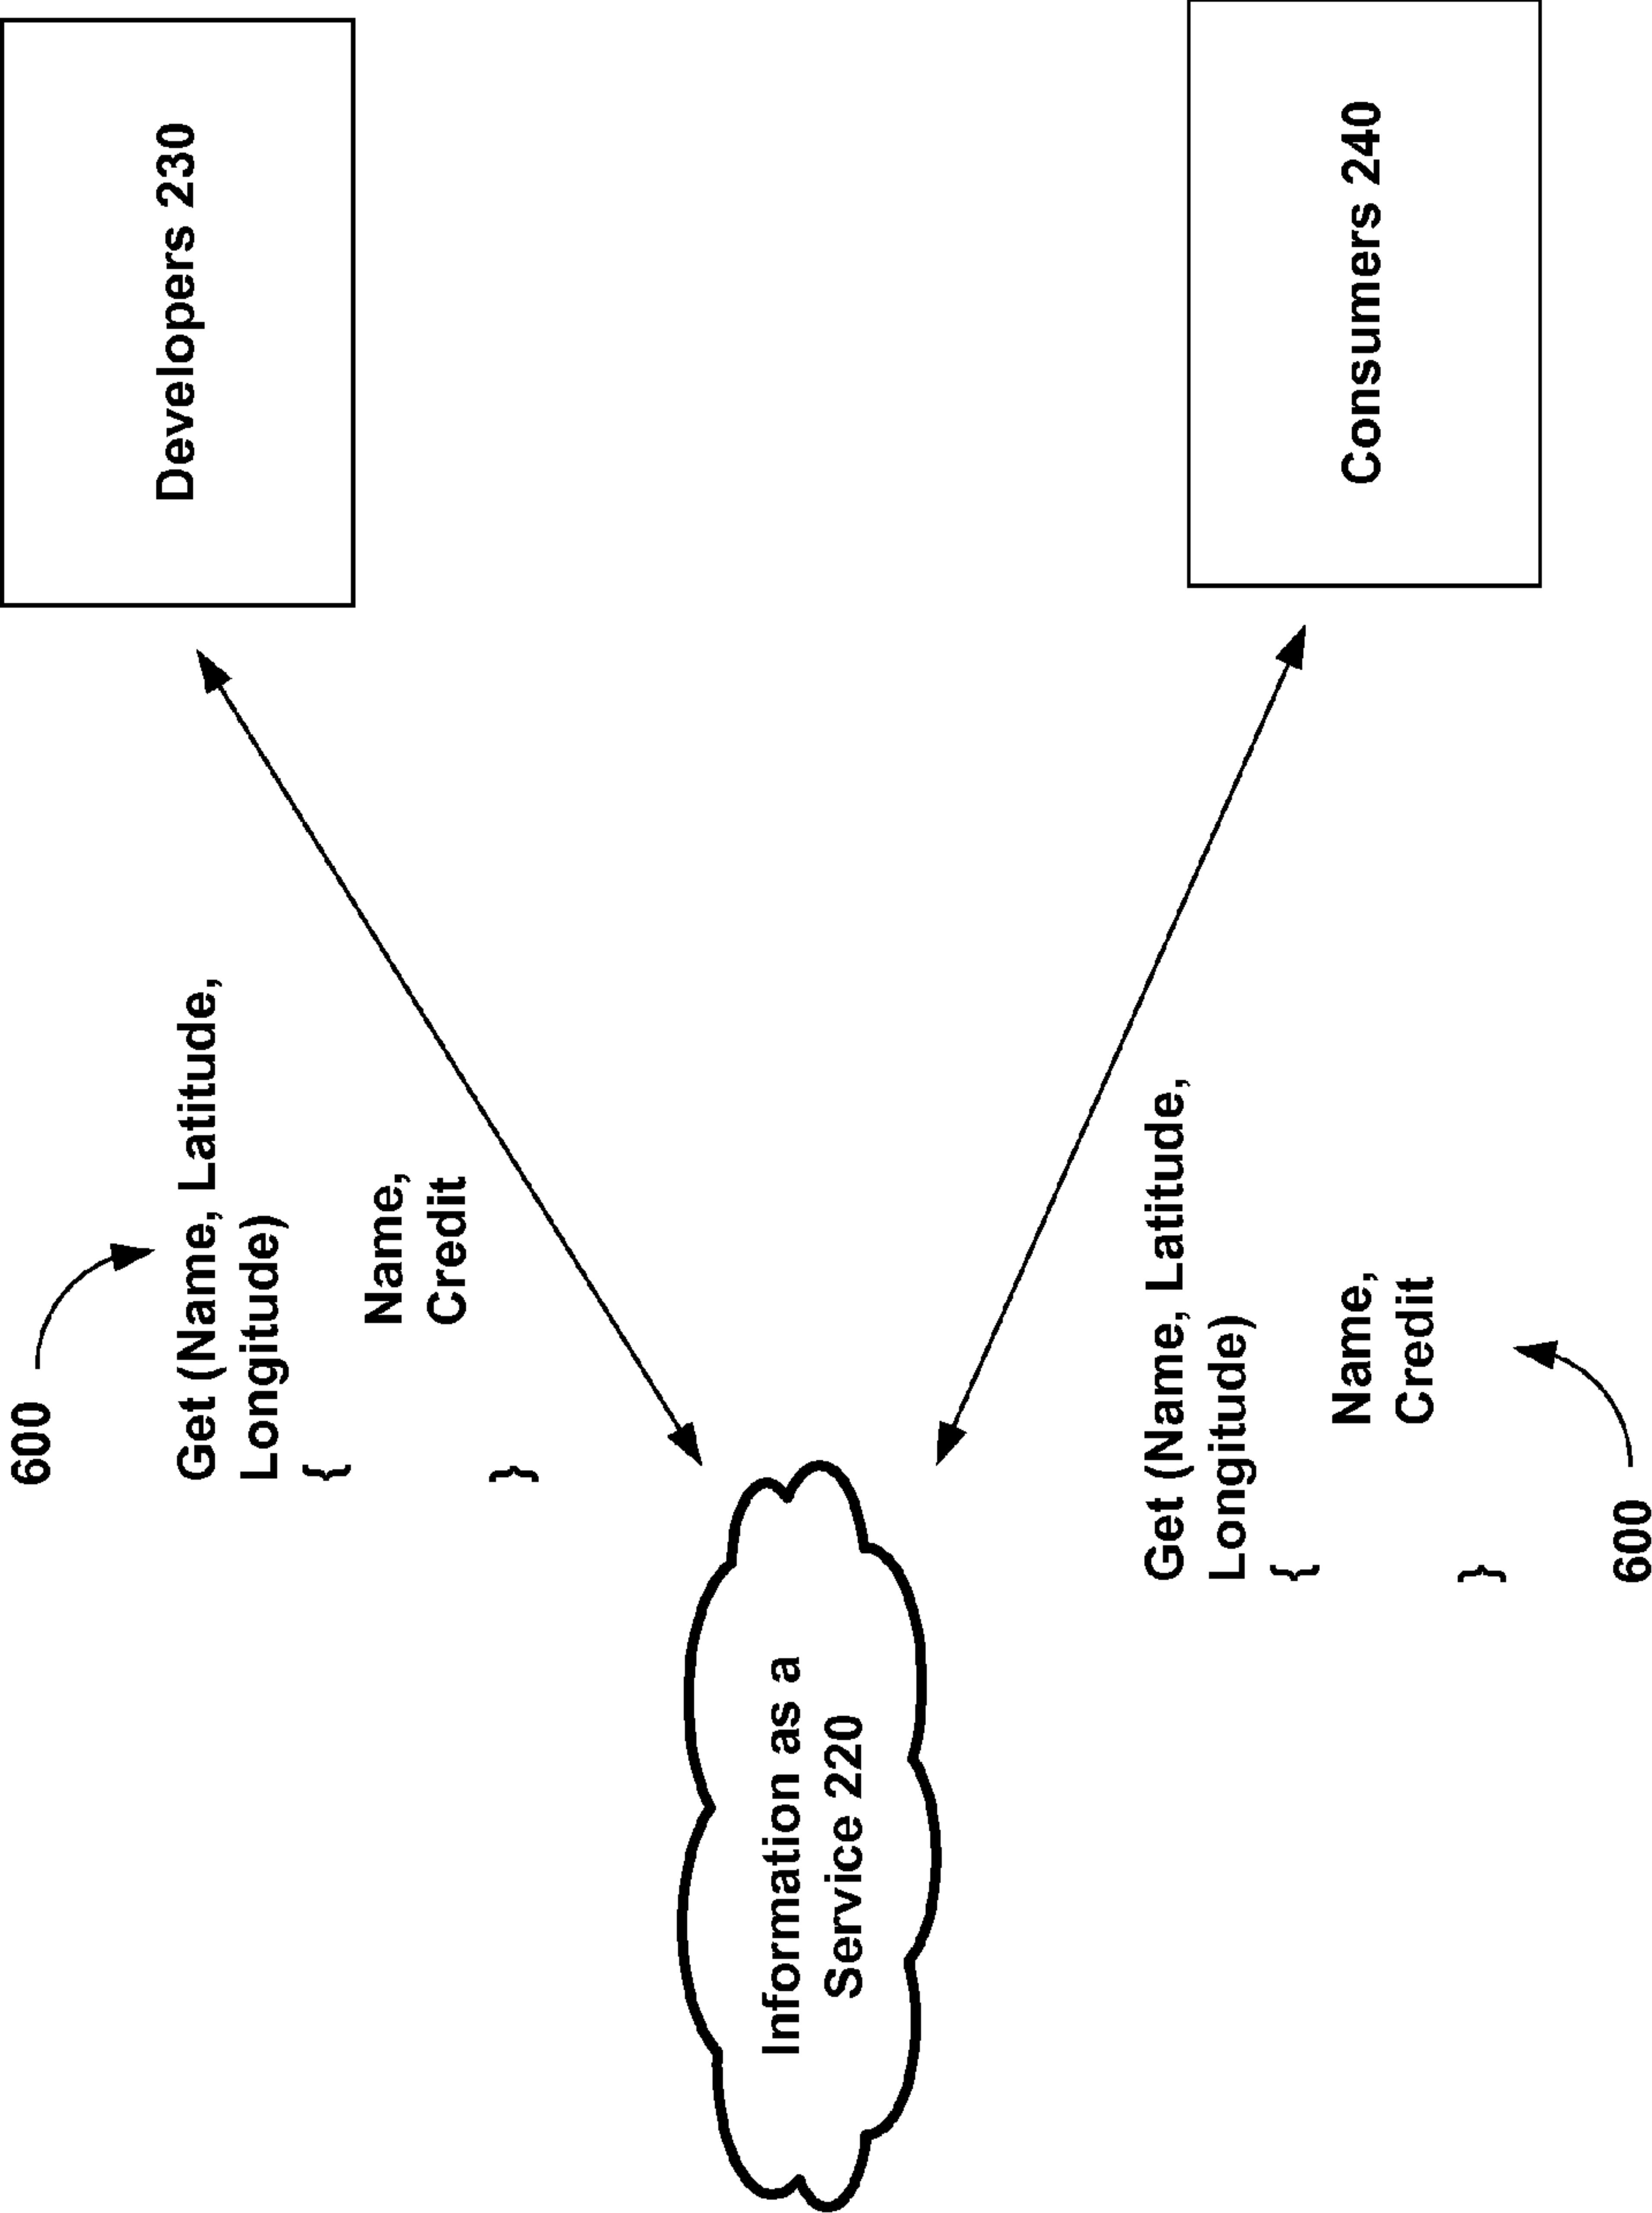 600
Get (Name, Latitude,
Longitude)
{
Name,
Credit
}
Developers 230
Information as a
Service 220
Get (Name, Latitude,
Longitude)
{
Name,
Credit
}
600
Consumers 240